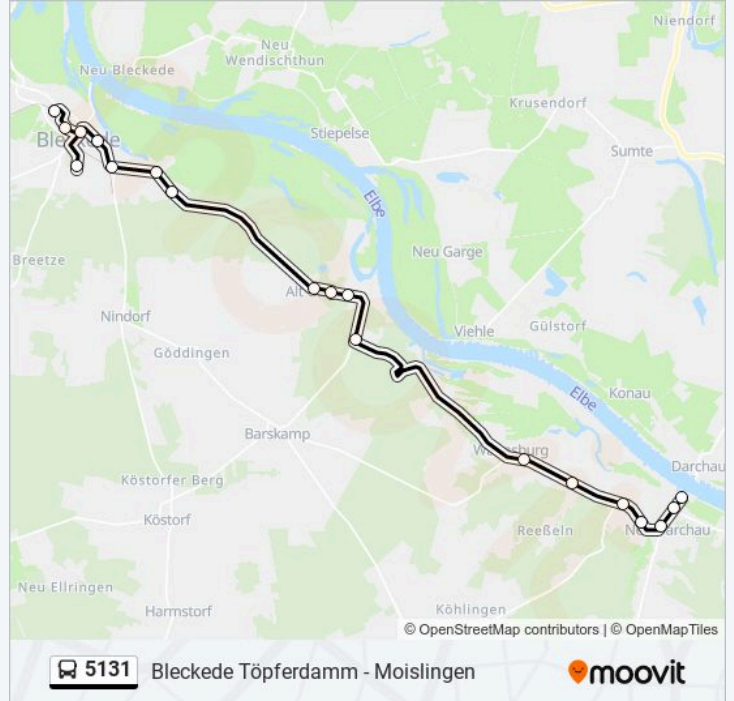 Niendorf
Neu
Wendischthun
Neu Bleckede
Krusendorf
Stiepelse
Sumte
Elbe
Neu Garge
Breetze
Nindorf
Viehle
Gülstorf
Göddingen
Elbe
Konau
Barskamp
Darchau
Köstorfer Berg
Köstorf
Reeßeln
Neu Ellringen
Harmstorf
Köhlingen
© OpenStreetMap contributors | © OpenMapTiles
5131 Bleckede Töpferdamm - Moislingen moovit